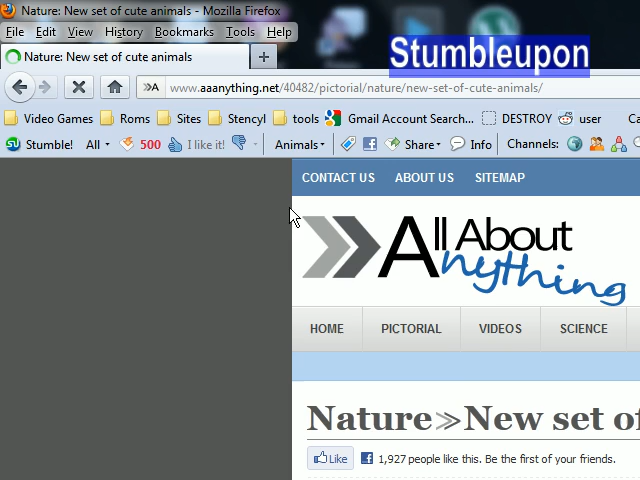 Nature: New set of cute animals - Mozilla Firefox
File Edit View History Bookmarks Tools Help
Stumbleupon
Nature: New set of cute animals
www.aaanything.net/40482/pictorial/nature/new-set-of-cute-animals/
Video Games Roms Sites Stencyl tools Gmail Account Search... DESTROY user Ca
Stumble! All 500 I like it! Animals Share Info Channels:
CONTACT US ABOUT US SITEMAP
All About
Anything
HOME PICTORIAL VIDEOS SCIENCE
Nature>>New set of
Like 1,927 people like this. Be the first of your friends.